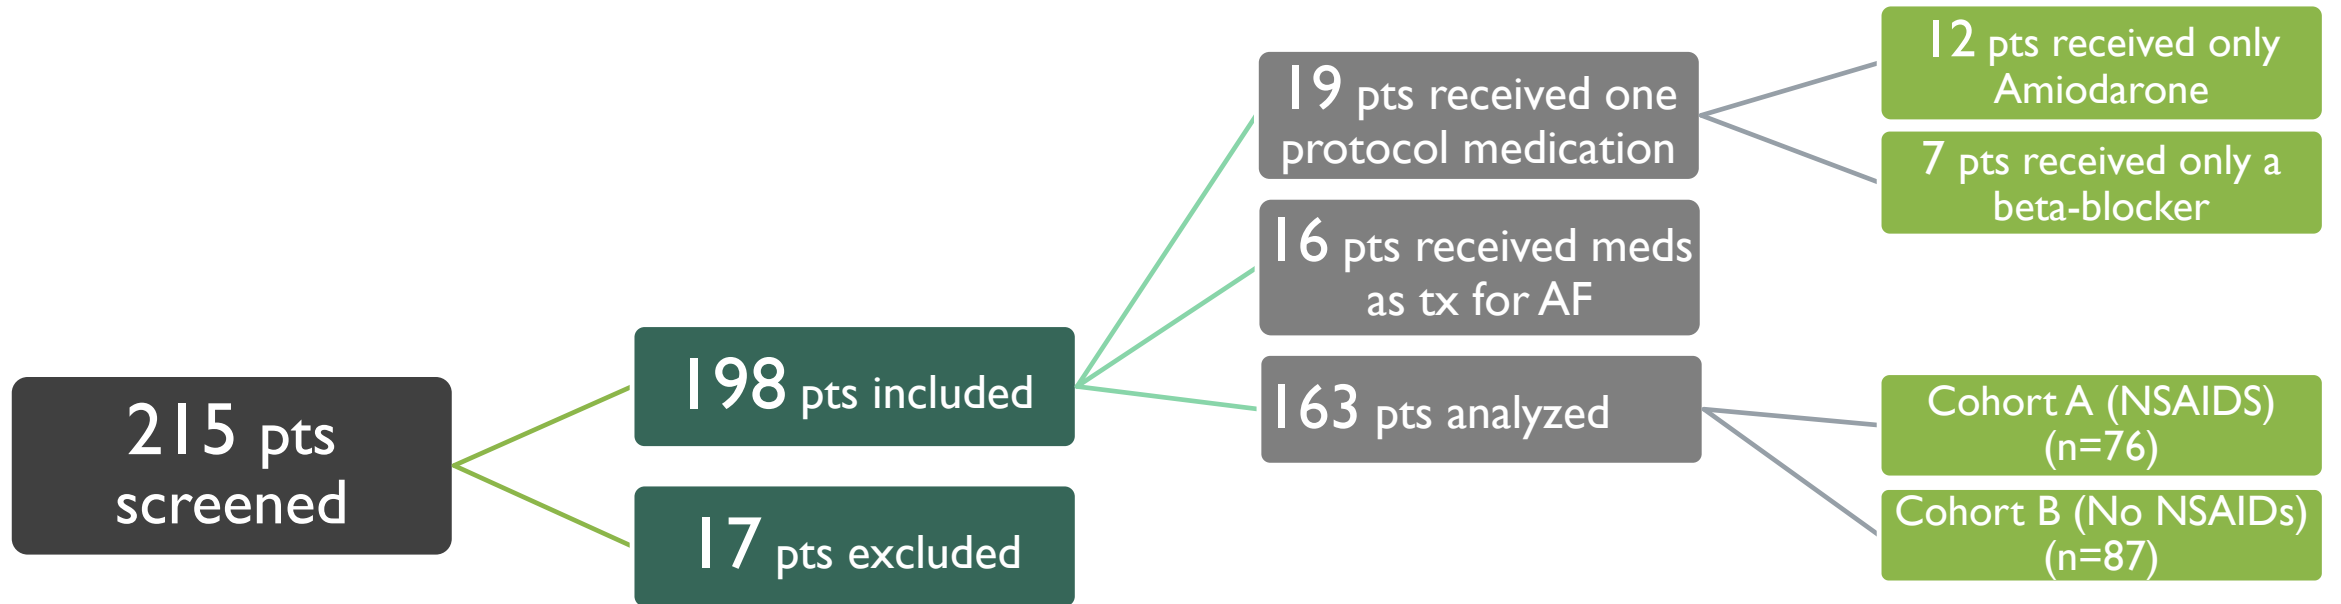 215 pts
screened
198 pts included
17 pts excluded
19 pts received one
protocol medication
16 pts received meds
as tx for AF
163 pts analyzed
12 pts received only
Amiodarone
7 pts received only a
beta-blocker
Cohort A (NSAIDS)
(n=76)
Cohort B (No NSAIDs)
(n=87)